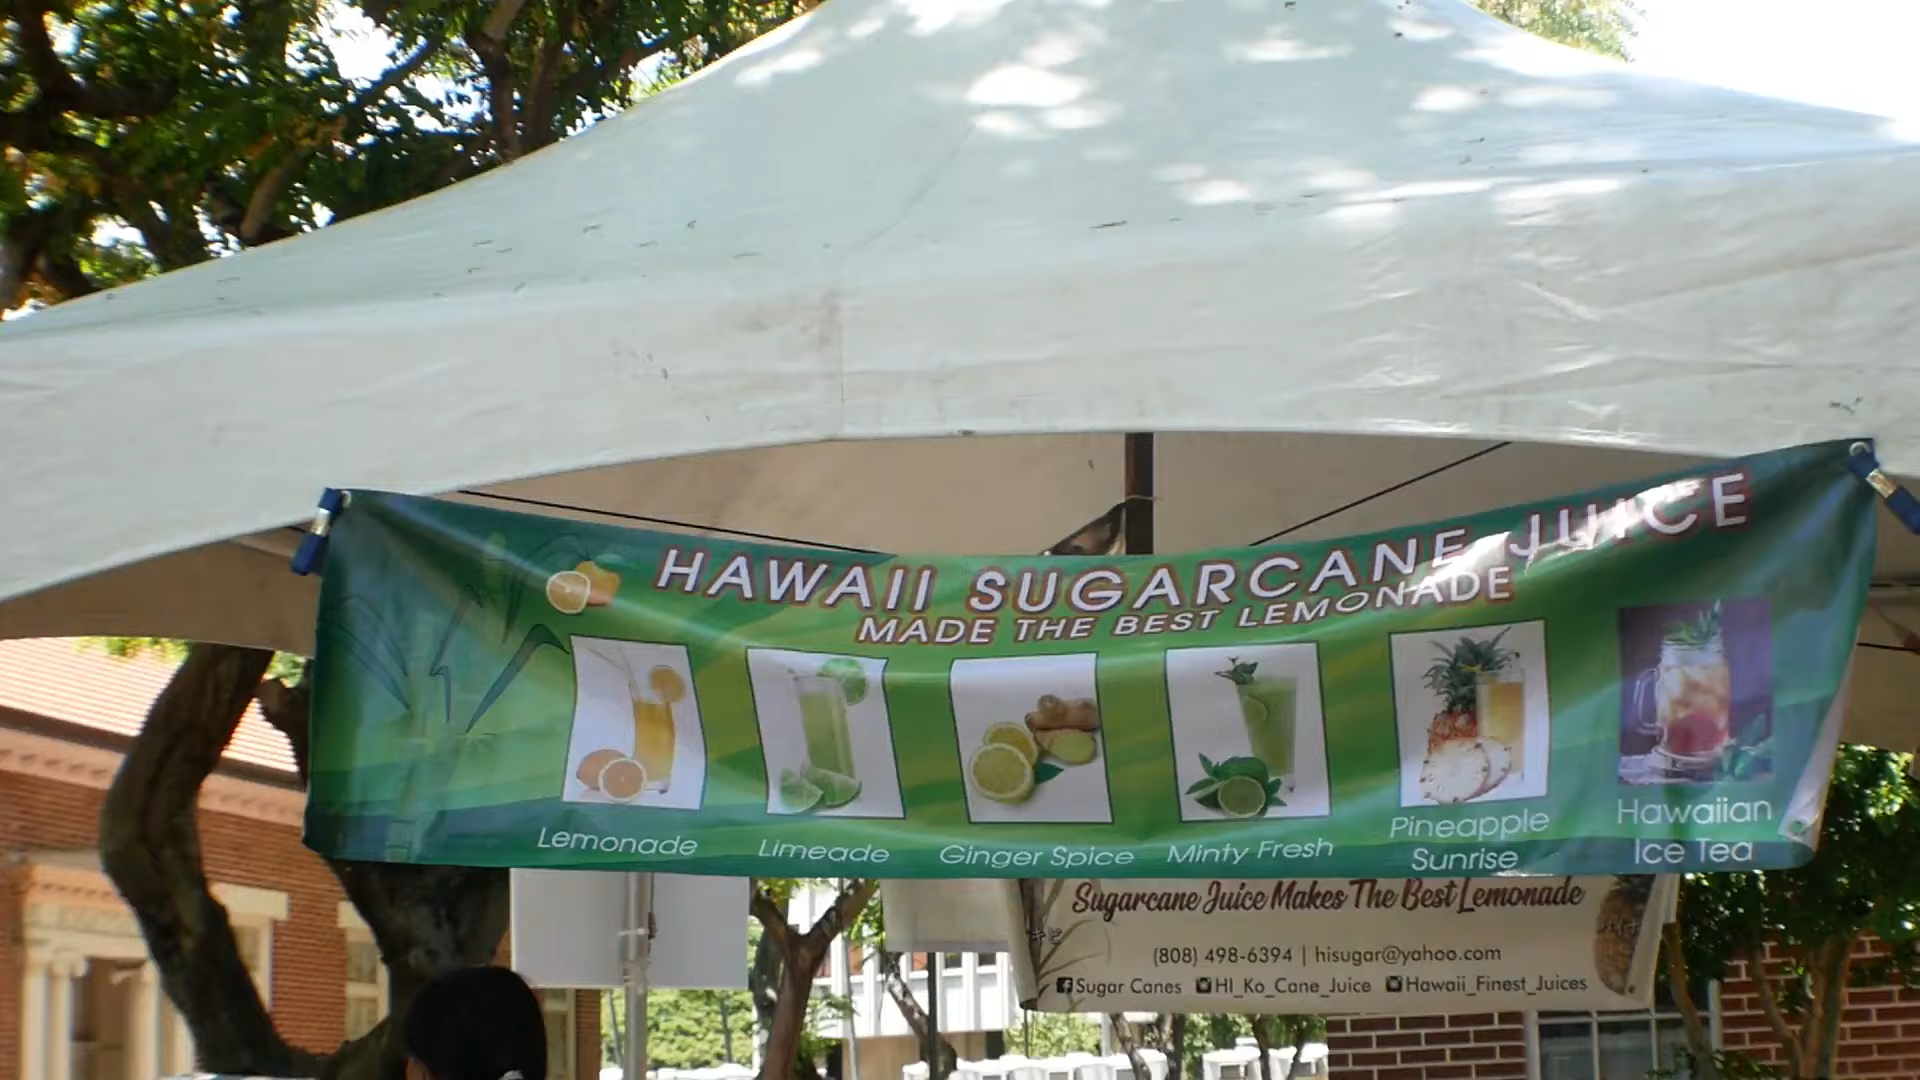 HAWAII SUGARCANE JUICE
MADE THE BEST LEMONADE
Lemonade
Limeade
Ginger Spice
Minty Fresh
Pineapple
Sunrise
Hawaiian
Ice Tea
Sugarcane Juice Makes The Best Lemonade
(808) 498-6394 | hisugar@yahoo.com
Sugar Canes HI_Ko_Cane_Juice Hawaii_Finest_Juices